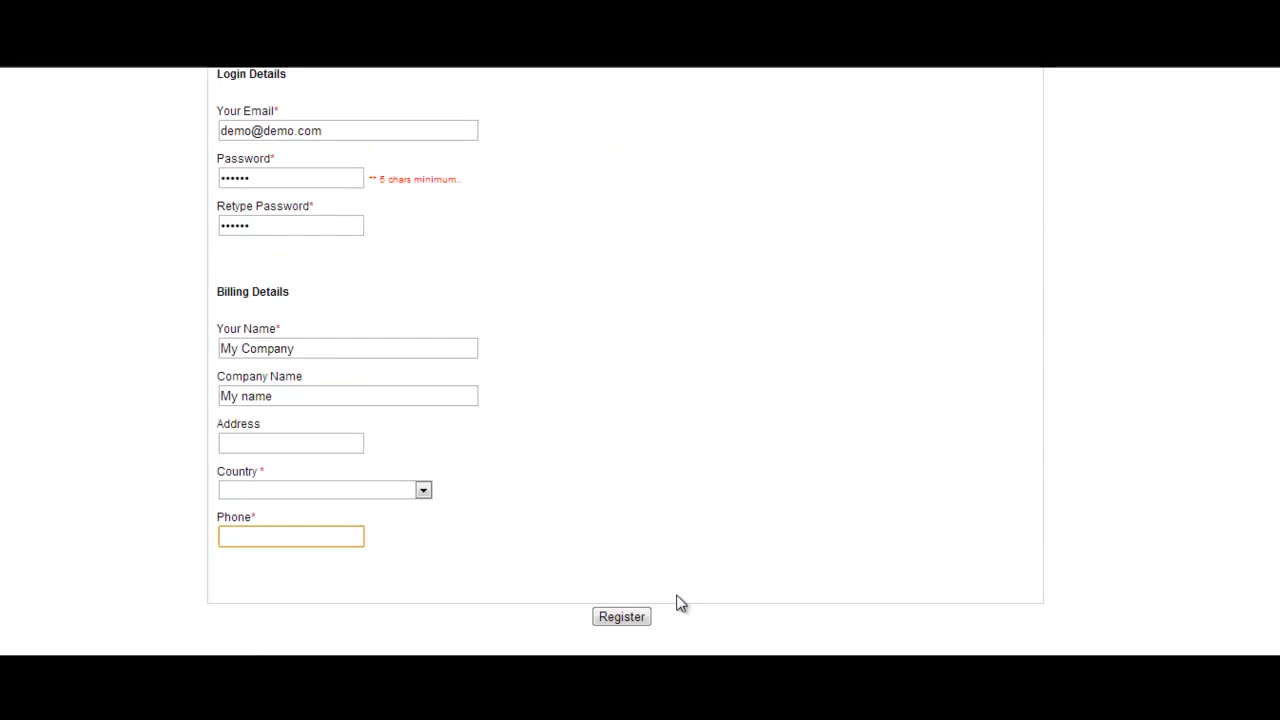 Login Details
Your Email*
demo@demo.com
Password*
••••••
** 5 chars minimum..
Retype Password*
••••••
Billing Details
Your Name*
My Company
Company Name
My name
Address
Country *
Phone*
Register